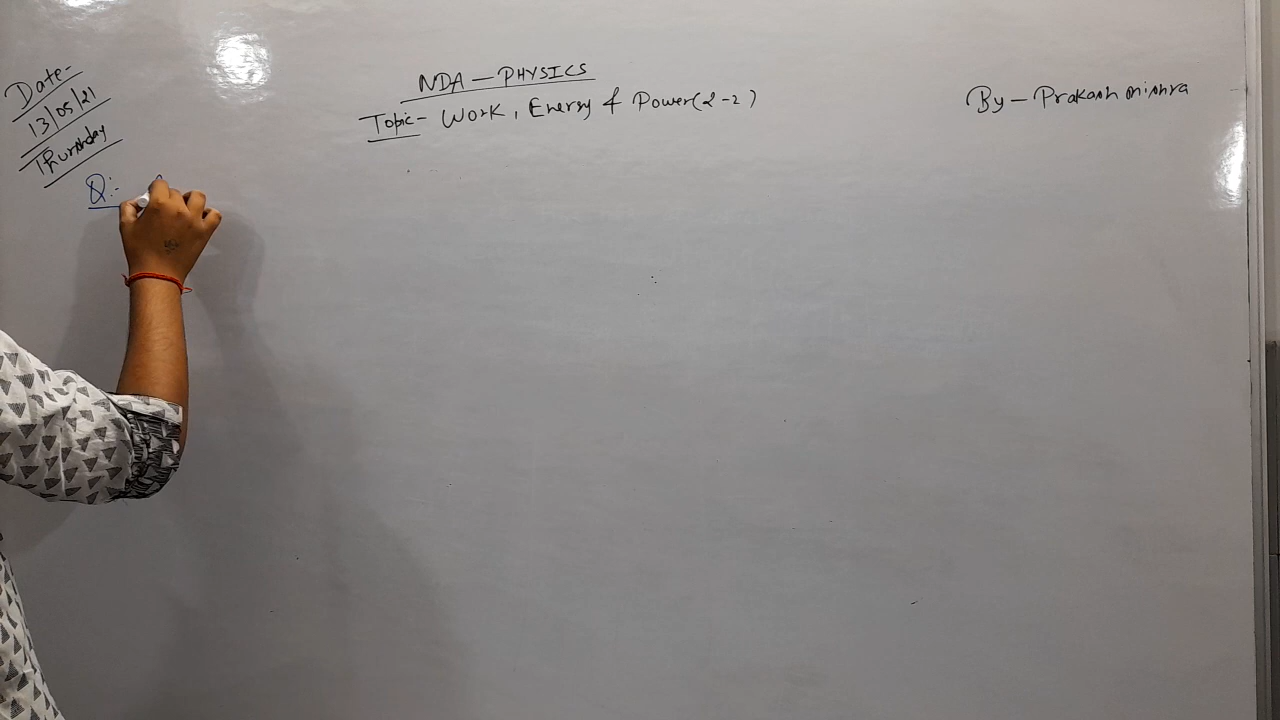 Date-
13/05/21
Thursday
NDA - PHYSICS
Topic - Work, Energy & Power (2-2)
By - Prakash Mishra
Q:-